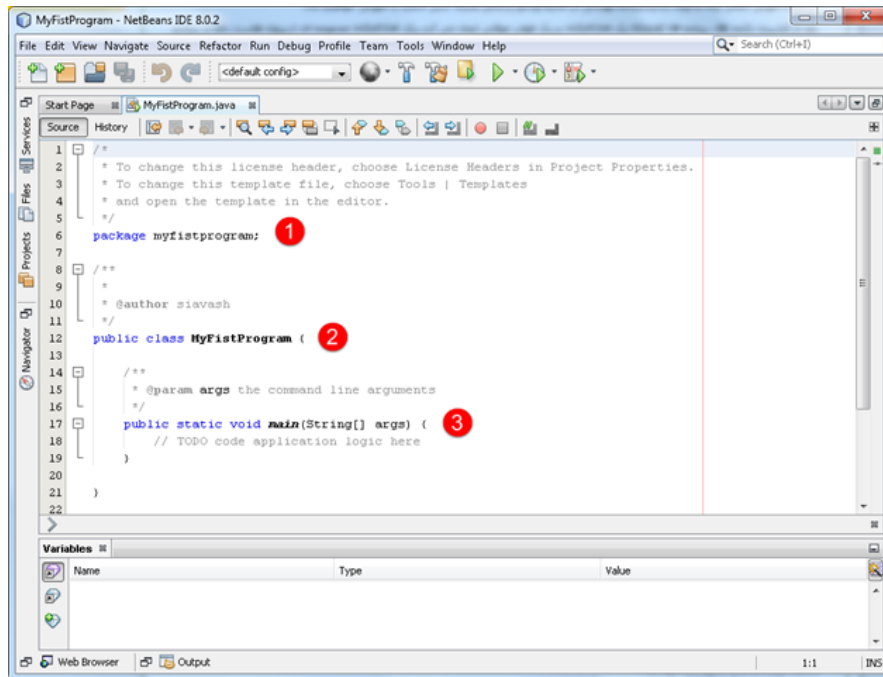 MyFistProgram - NetBeans IDE 8.0.2
File Edit View Navigate Source Refactor Run Debug Profile Team Tools Window Help
Search (Ctrl+I)
<default config>
Start Page
MyFistProgram.java
Source History
Services
Files
Projects
Navigator
1 /*
2 * To change this license header, choose License Headers in Project Properties.
3 * To change this template file, choose Tools | Templates
4 * and open the template in the editor.
5 */
6 package myfistprogram; 1
7
8 /**
9 *
10 * @author siavash
11 */
12 public class MyFistProgram { 2
13
14 /**
15 * @param args the command line arguments
16 */
17 public static void main(String[] args) { 3
18 // TODO code application logic here
19 }
20
21 }
22
Variables
Name Type Value
Web Browser Output 1:1 INS